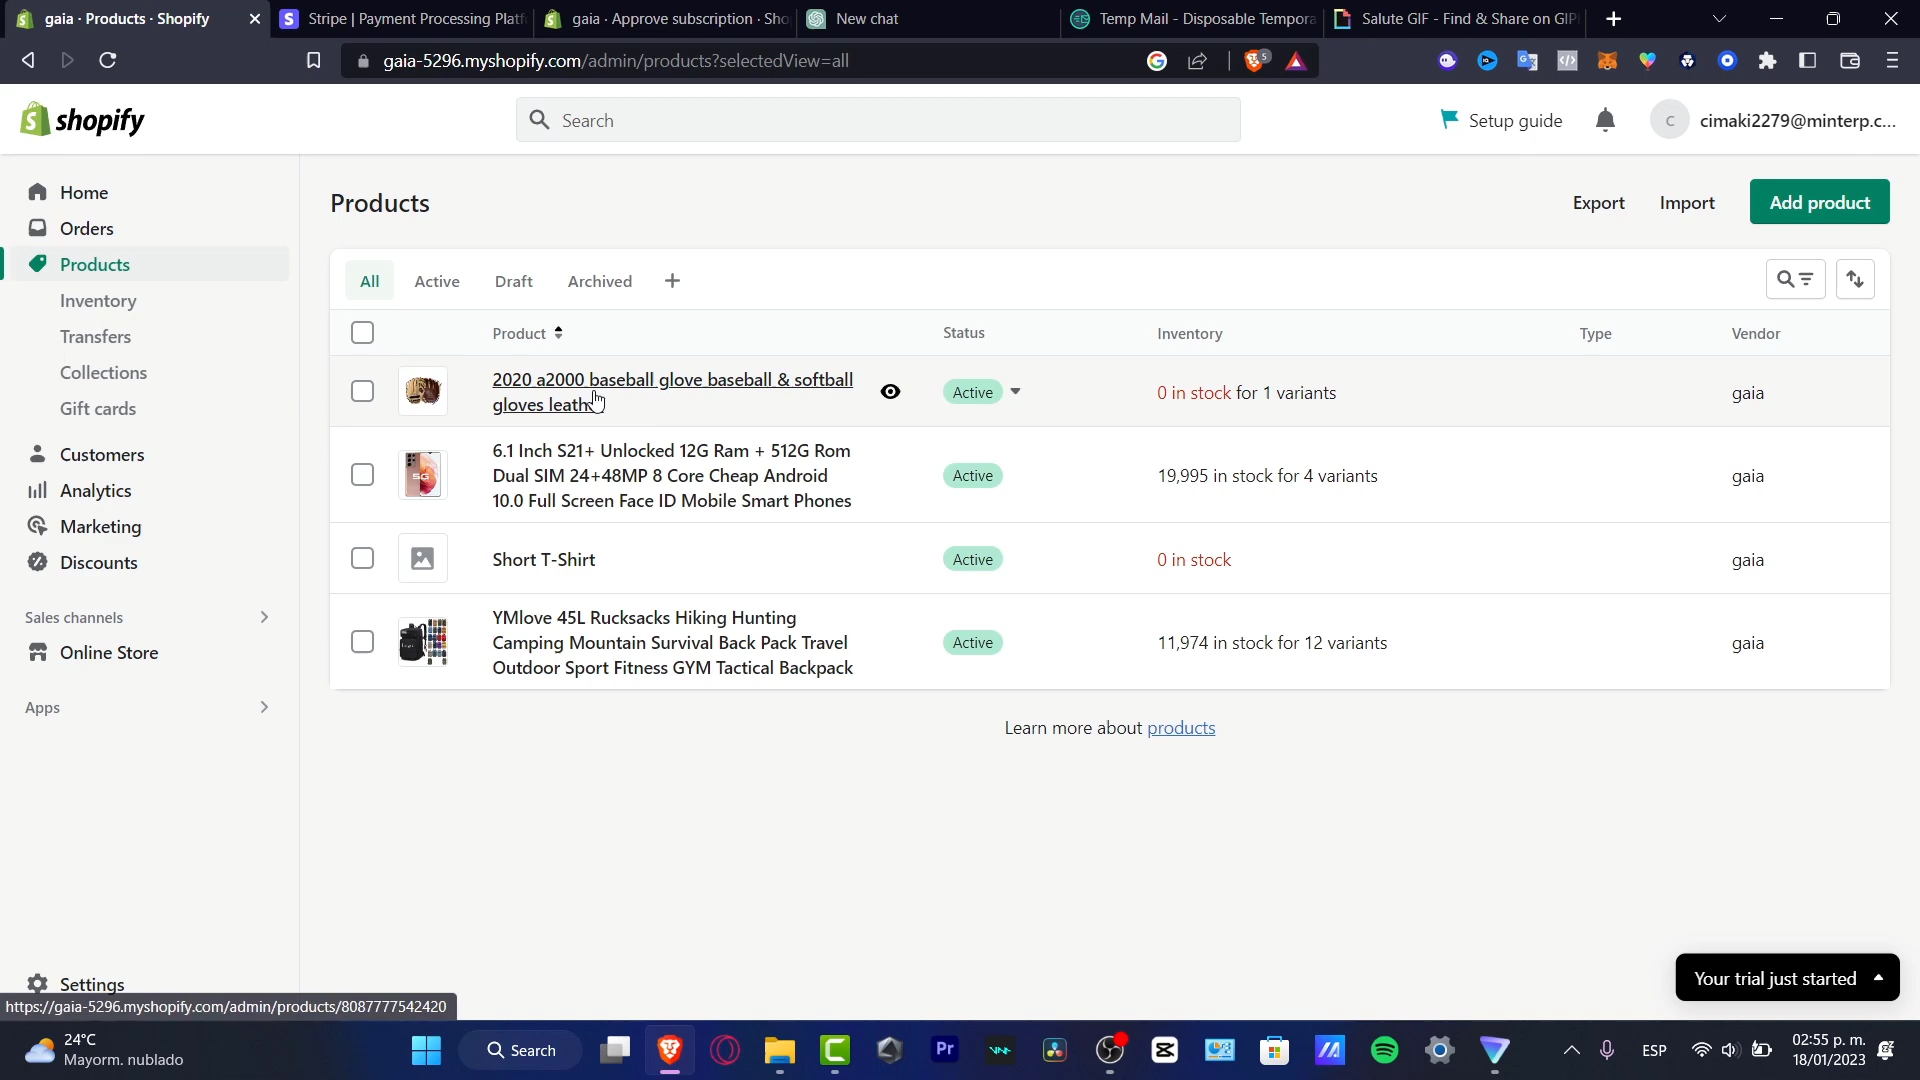 gaia · Products · Shopify
Stripe | Payment Processing Platf
gaia · Approve subscription · Sho
New chat
Temp Mail - Disposable Tempora
Salute GIF - Find & Share on GIP
gaia-5296.myshopify.com/admin/products?selectedView=all
5
shopify
Search
Setup guide
C
cimaki2279@minterp.c...
Home
Orders
Products
Inventory
Transfers
Collections
Gift cards
Customers
Analytics
Marketing
Discounts
Sales channels
Online Store
Apps
Settings
Products
Export
Import
Add product
All
Active
Draft
Archived
Product
Status
Inventory
Type
Vendor
2020 a2000 baseball glove baseball & softball
Active
0 in stock for 1 variants
gaia
6.1 Inch S21+ Unlocked 12G Ram + 512G Rom
Dual SIM 24+48MP 8 Core Cheap Android
10.0 Full Screen Face ID Mobile Smart Phones
5G
Active
19,995 in stock for 4 variants
gaia
Short T-Shirt
Active
0 in stock
gaia
YMlove 45L Rucksacks Hiking Hunting
Camping Mountain Survival Back Pack Travel
Outdoor Sport Fitness GYM Tactical Backpack
Active
11,974 in stock for 12 variants
gaia
Learn more about products
Your trial just started
https://gaia-5296.myshopify.com/admin/products/8087777542420
24°C
Mayorm. nublado
Search
Pr
ESP
02:55 p. m.
18/01/2023